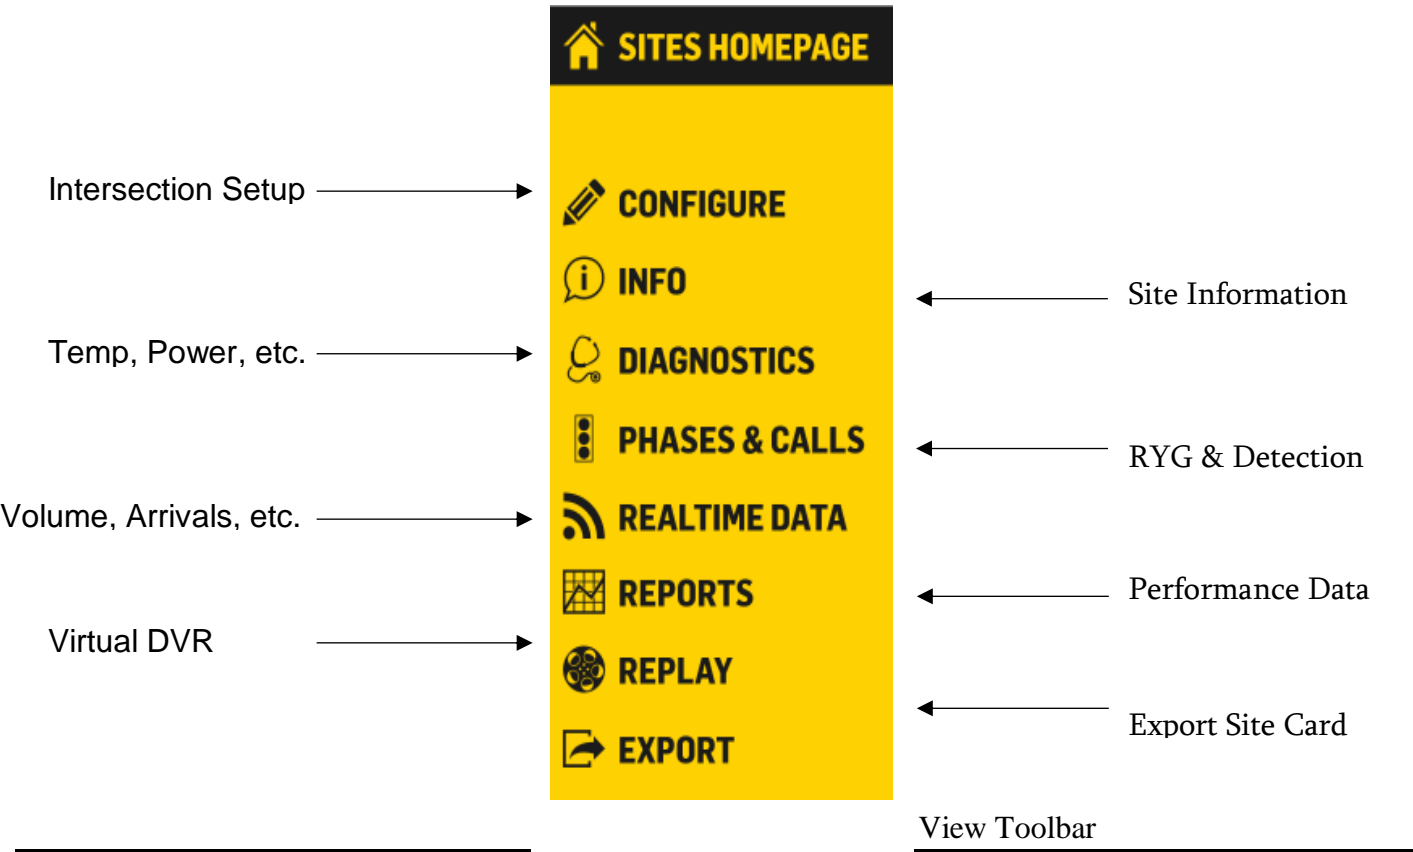 SITES HOMEPAGE
Intersection Setup
CONFIGURE
INFO
Site Information
Temp, Power, etc.
DIAGNOSTICS
PHASES & CALLS
RYG & Detection
Volume, Arrivals, etc.
REALTIME DATA
REPORTS
Performance Data
Virtual DVR
REPLAY
Export Site Card
EXPORT
View Toolbar